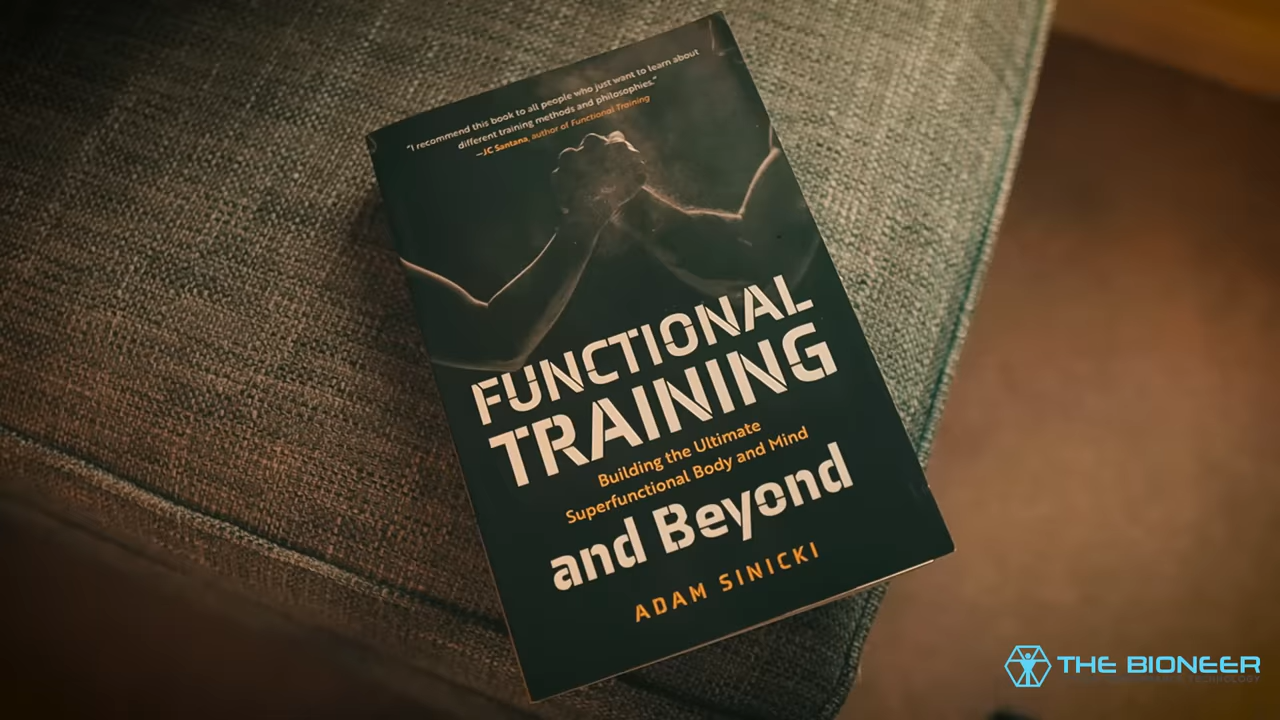 "I recommend this book to all people who just want to learn about
different training methods and philosophies."
—JC Santana, author of Functional Training
FUNCTIONAL
TRAINING
Building the Ultimate
Superfunctional Body and Mind
and Beyond
ADAM SINICKI
THE BIONEER
TECHNOLOGY